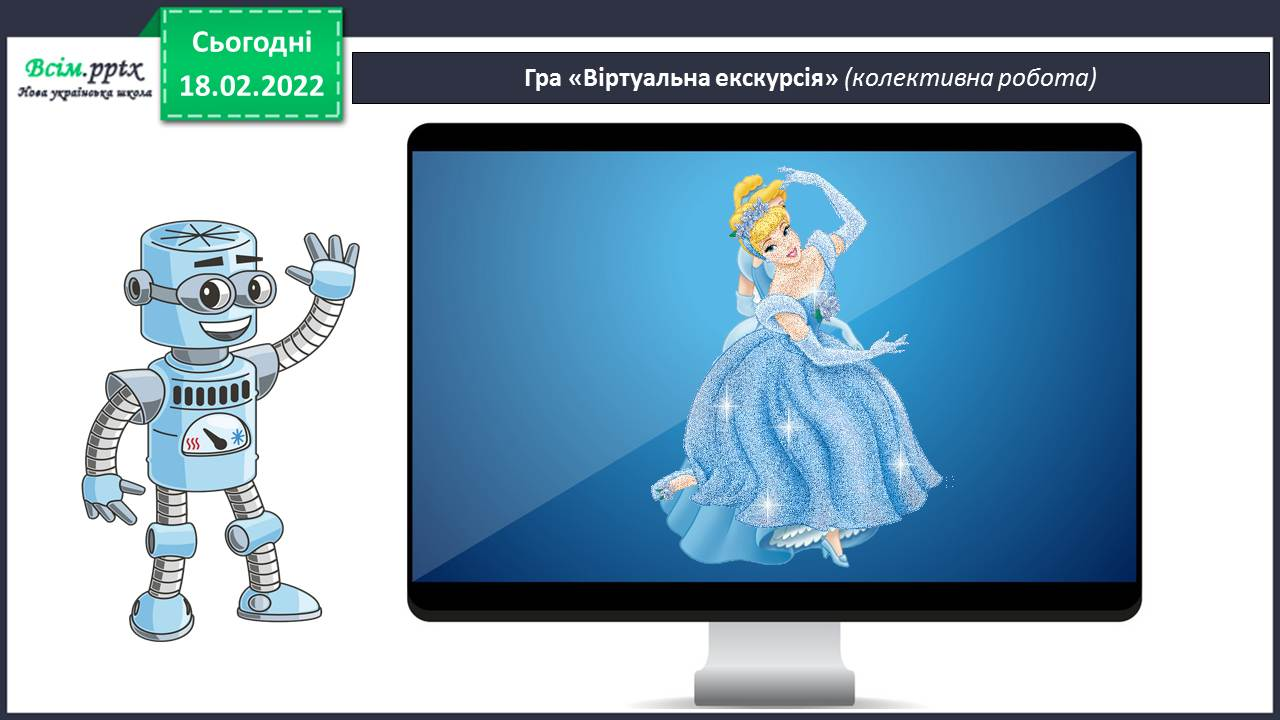 Сьогодні
18.02.2022
Всім.pptx
Нова українська школа
Гра «Віртуальна екскурсія» (колективна робота)